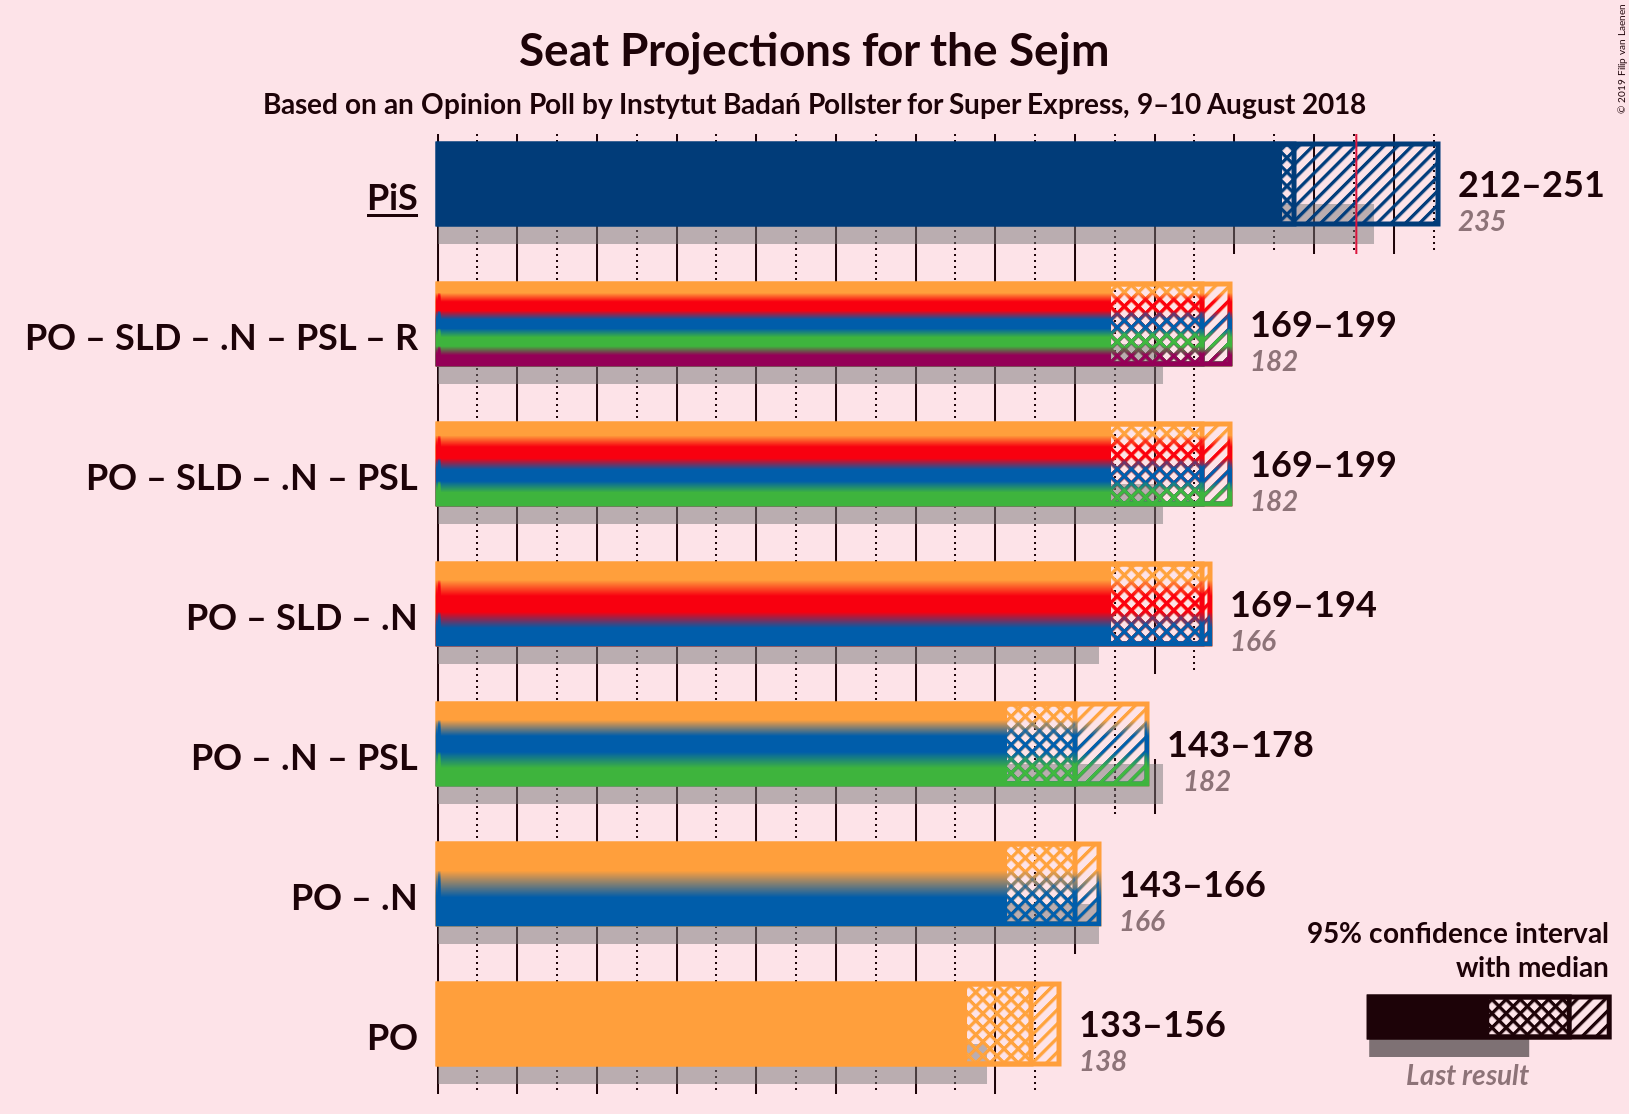 Seat Projections for the Sejm
Based on an Opinion Poll by Instytut Badań Pollster for Super Express, 9–10 August 2018
© 2019 Filip van Laenen
PiS
212–251
235
PO – SLD – .N – PSL – R
169–199
182
PO – SLD – .N – PSL
169–199
182
PO – SLD – .N
169–194
166
PO – .N – PSL
143–178
182
PO – .N
143–166
166
PO
133–156
138
95% confidence interval
with median
Last result